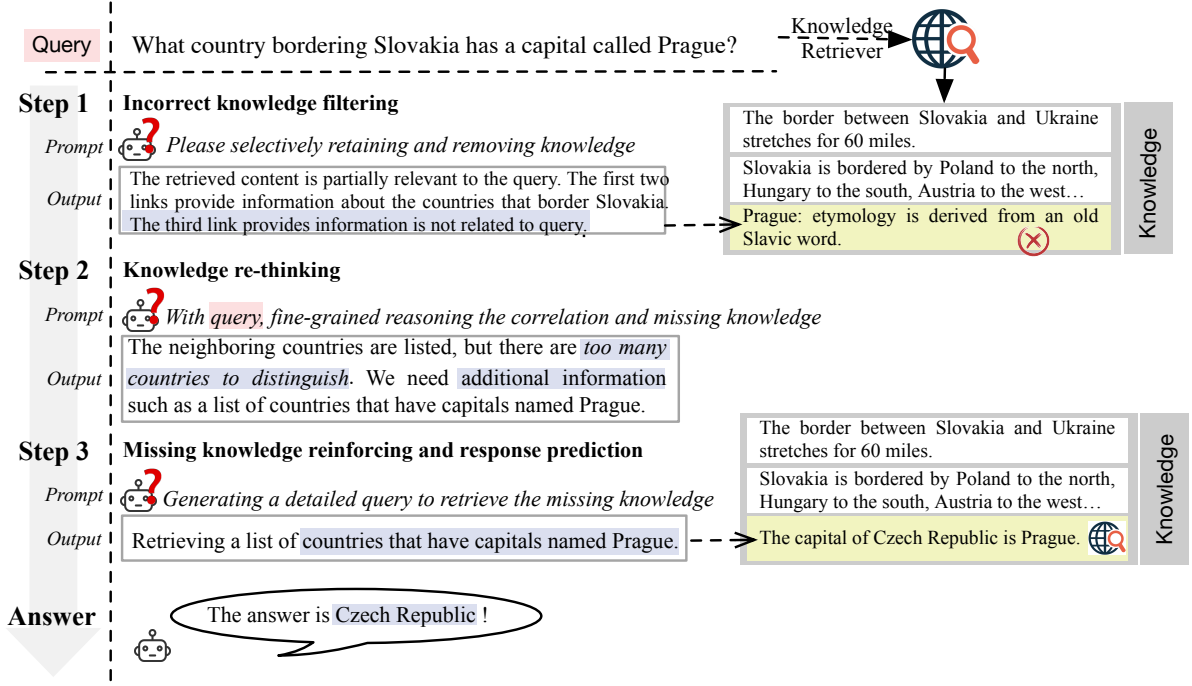 Query
What country bordering Slovakia has a capital called Prague?
Knowledge
Retriever
Step 1
Incorrect knowledge filtering
Prompt
Please selectively retaining and removing knowledge
Output
The retrieved content is partially relevant to the query. The first two
links provide information about the countries that border Slovakia.
The third link provides information is not related to query.
The border between Slovakia and Ukraine
stretches for 60 miles.
Slovakia is bordered by Poland to the north,
Hungary to the south, Austria to the west…
Prague: etymology is derived from an old
Slavic word.
Knowledge
Step 2
Knowledge re-thinking
Prompt
With query, fine-grained reasoning the correlation and missing knowledge
Output
The neighboring countries are listed, but there are too many
countries to distinguish. We need additional information
such as a list of countries that have capitals named Prague.
Step 3
Missing knowledge reinforcing and response prediction
Prompt
Generating a detailed query to retrieve the missing knowledge
Output
Retrieving a list of countries that have capitals named Prague.
The border between Slovakia and Ukraine
stretches for 60 miles.
Slovakia is bordered by Poland to the north,
Hungary to the south, Austria to the west…
The capital of Czech Republic is Prague.
Knowledge
Answer
The answer is Czech Republic !